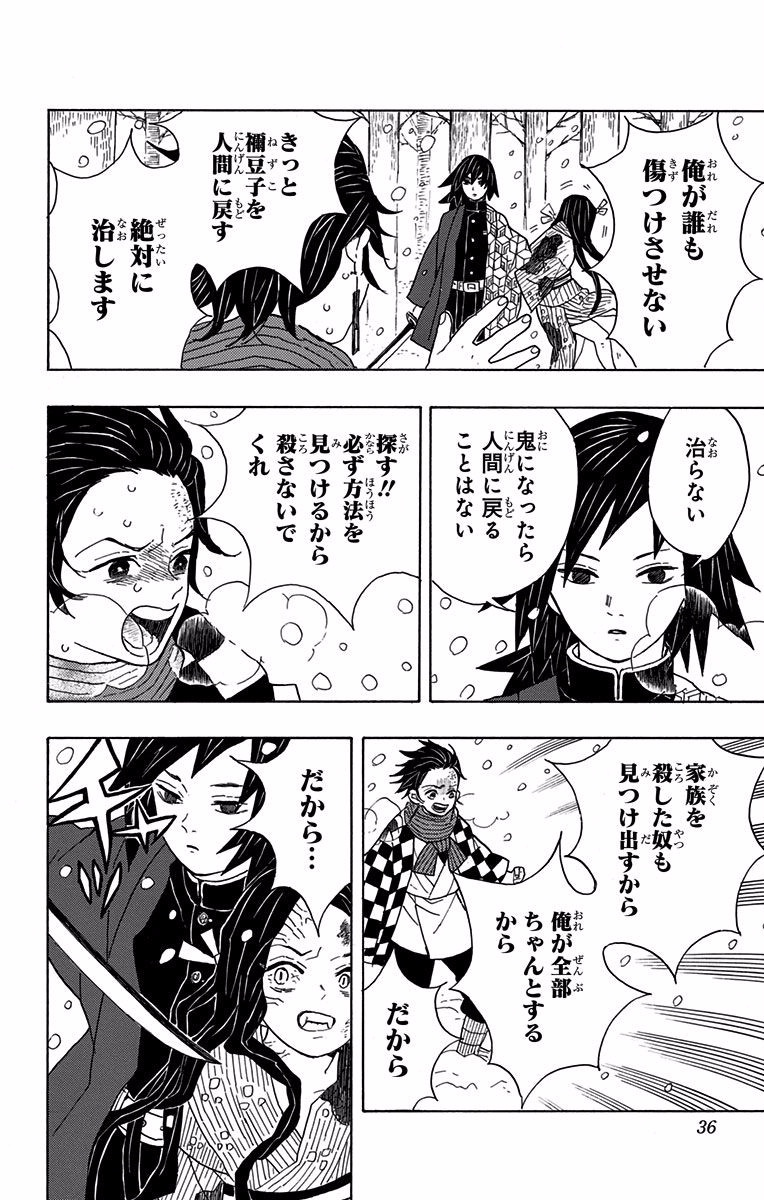 俺が誰も
傷つけさせない
きっと
禰豆子を
人間に戻す
絶対に
治します
治らない
鬼になったら
人間に戻る
ことはない
探す!!
必ず方法を
見つけるから
殺さないで
くれ
家族を
殺した奴も
見つけ出すから
俺が全部
ちゃんとする
から
だから
だから…
チャ
36